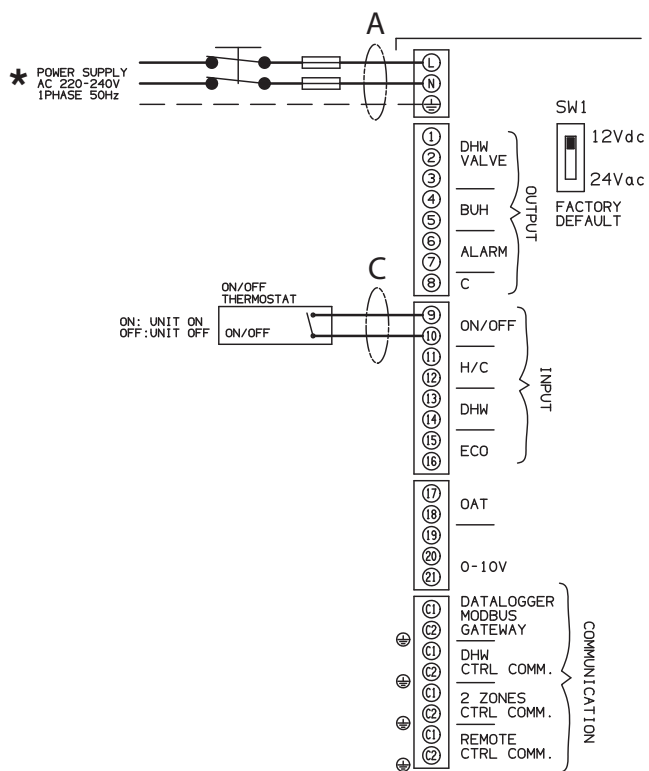 A
*
POWER SUPPLY
AC 220-240V
1PHASE 50Hz
L
N
SW1
12Vdc
24Vac
FACTORY
DEFAULT
1
2
3
DHW
VALVE
4
5
BUH
6
7
ALARM
8
C
OUTPUT
C
ON/OFF
THERMOSTAT
ON: UNIT ON
OFF:UNIT OFF
ON/OFF
9
10
ON/OFF
11
12
H/C
13
14
DHW
15
16
ECO
INPUT
17
18
OAT
19
20
21
0-10V
C1
C2
DATALOGGER
MODBUS
GATEWAY
C1
C2
DHW
CTRL COMM.
C1
C2
2 ZONES
CTRL COMM.
C1
C2
REMOTE
CTRL COMM.
COMMUNICATION